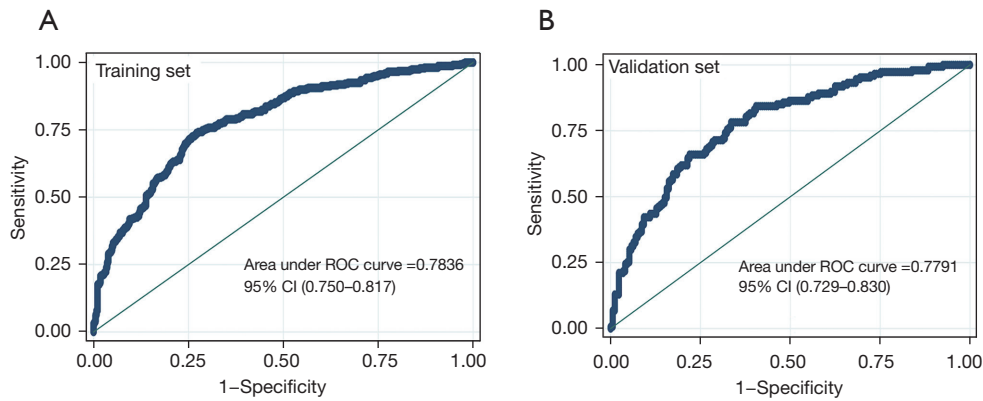 A
Training set
1.00
0.75
0.50
0.25
0.00
Sensitivity
Area under ROC curve =0.7836
95% CI (0.750–0.817)
0.00 0.25 0.50 0.75 1.00
1–Specificity
B
Validation set
1.00
0.75
0.50
0.25
0.00
Sensitivity
Area under ROC curve =0.7791
95% CI (0.729–0.830)
0.00 0.25 0.50 0.75 1.00
1–Specificity